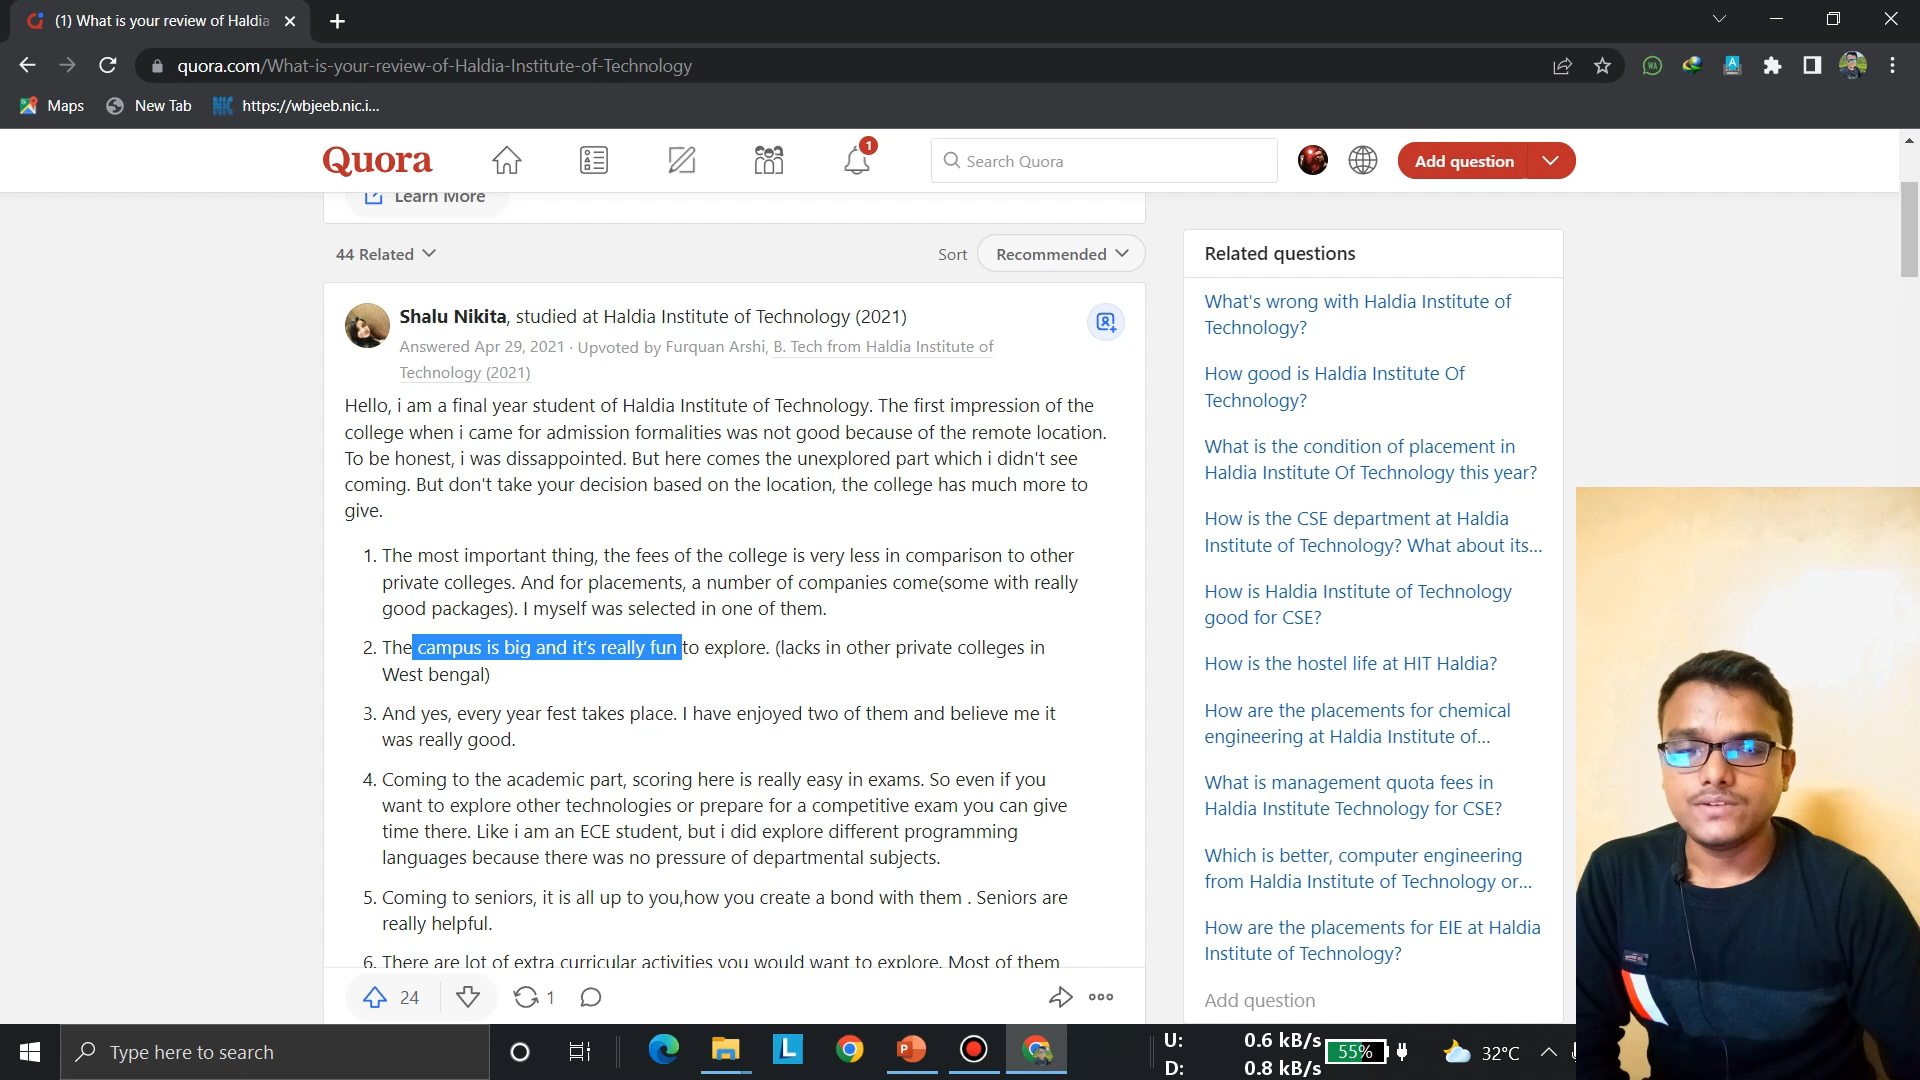 (1) What is your review of Haldia
quora.com/What-is-your-review-of-Haldia-Institute-of-Technology
Maps
New Tab
https://wbjeeb.nic.i...
Quora
1
Search Quora
Add question
Learn More
44 Related
Sort
Recommended
Shalu Nikita, studied at Haldia Institute of Technology (2021)
Answered Apr 29, 2021 · Upvoted by Furquan Arshi, B. Tech from Haldia Institute of
Technology (2021)
Hello, i am a final year student of Haldia Institute of Technology. The first impression of the
college when i came for admission formalities was not good because of the remote location.
To be honest, i was dissappointed. But here comes the unexplored part which i didn't see
coming. But don't take your decision based on the location, the college has much more to
give.
1. The most important thing, the fees of the college is very less in comparison to other
private colleges. And for placements, a number of companies come(some with really
good packages). I myself was selected in one of them.
2. The campus is big and it's really fun to explore. (lacks in other private colleges in
West bengal)
3. And yes, every year fest takes place. I have enjoyed two of them and believe me it
was really good.
4. Coming to the academic part, scoring here is really easy in exams. So even if you
want to explore other technologies or prepare for a competitive exam you can give
time there. Like i am an ECE student, but i did explore different programming
languages because there was no pressure of departmental subjects.
5. Coming to seniors, it is all up to you,how you create a bond with them . Seniors are
really helpful.
6. There are lot of extra curricular activities you would want to explore. Most of them
24
1
Related questions
What's wrong with Haldia Institute of
Technology?
How good is Haldia Institute Of
Technology?
What is the condition of placement in
Haldia Institute Of Technology this year?
How is the CSE department at Haldia
Institute of Technology? What about its...
How is Haldia Institute of Technology
good for CSE?
How is the hostel life at HIT Haldia?
How are the placements for chemical
engineering at Haldia Institute of...
What is management quota fees in
Haldia Institute Technology for CSE?
Which is better, computer engineering
from Haldia Institute of Technology or...
How are the placements for EIE at Haldia
Institute of Technology?
Add question
Type here to search
U: 0.6 kB/s
D: 0.8 kB/s
55%
32°C